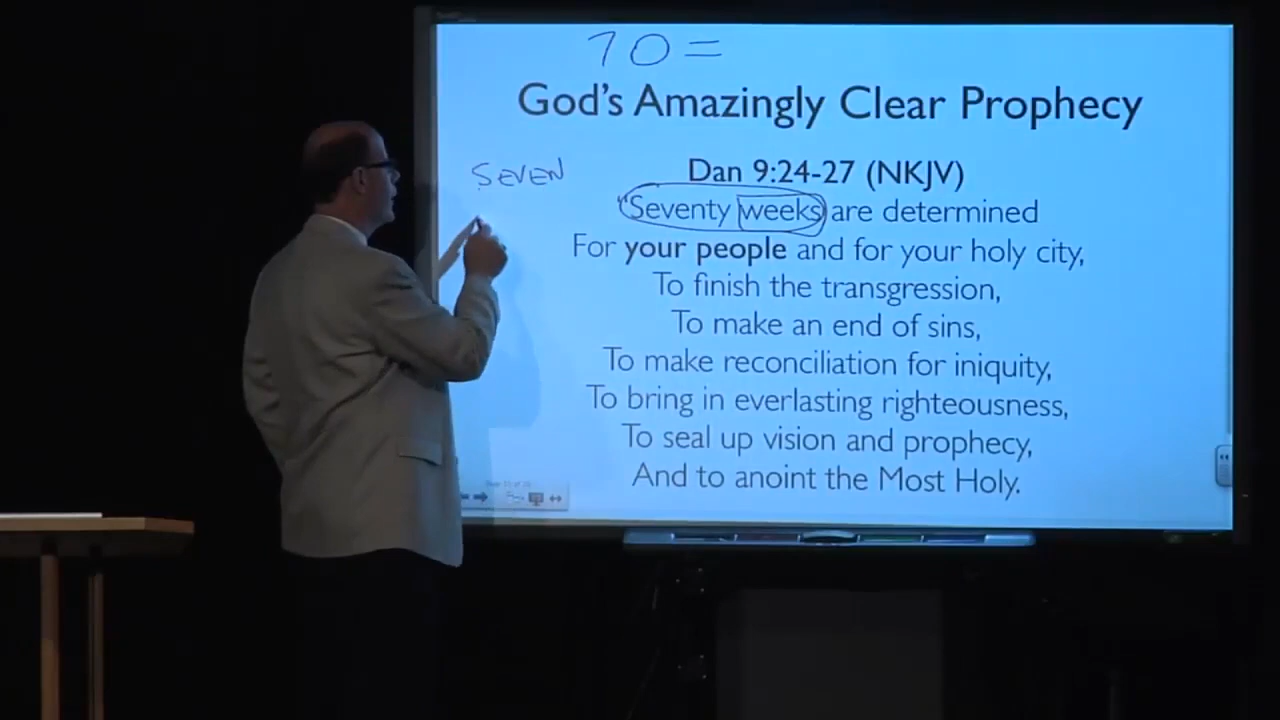 70 =
God's Amazingly Clear Prophecy
SEVEN
Dan 9:24-27 (NKJV)
"Seventy weeks are determined
For your people and for your holy city,
To finish the transgression,
To make an end of sins,
To make reconciliation for iniquity,
To bring in everlasting righteousness,
To seal up vision and prophecy,
And to anoint the Most Holy.